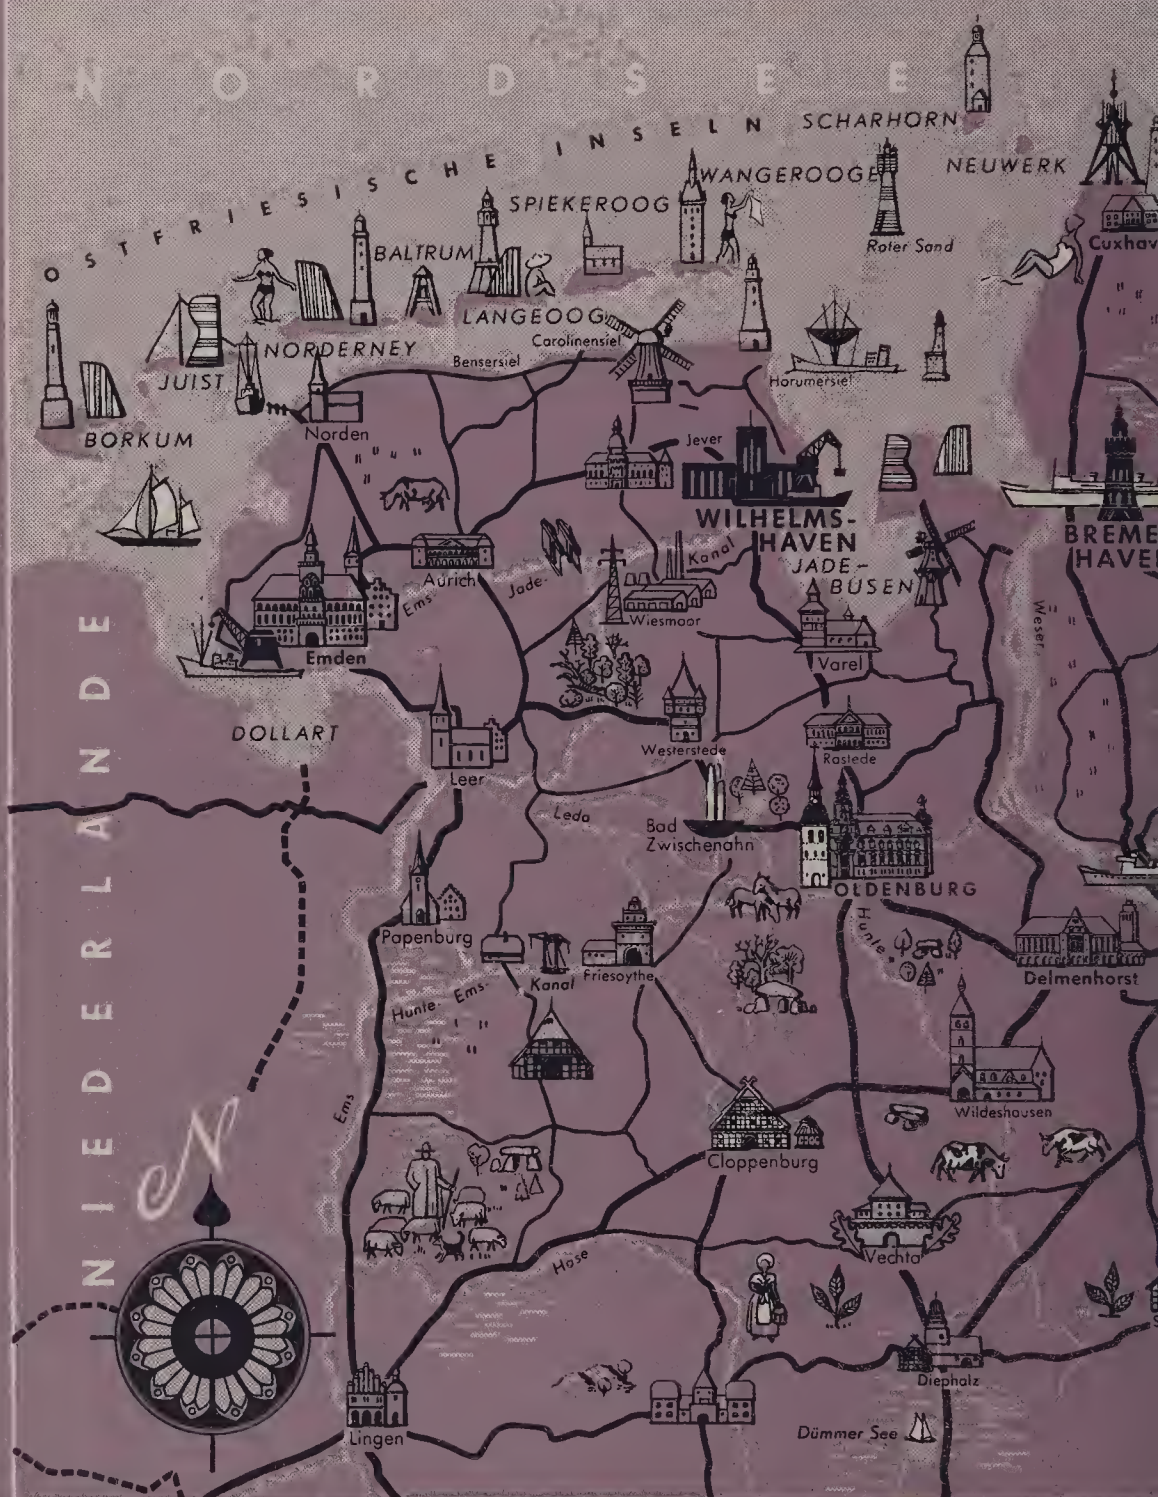 NORDSEE
OSTFRIESISCHE INSELN
SCHARHÖRN
NEUWERK
WANGEROOGE
SPIEKEROOG
Roter Sand
BALTRUM
LANGEOOG
Carolinensiel
Bensersiel
NORDERNEY
JUIST
Horumersiel
BORKUM
Norden
Jever
WILHELMS-
HAVEN
JADE-
BUSEN
Kanal
Aurich
Ems-
Jade-
Wiesmoor
Emden
Varel
Weser
NIEDERLANDE
DOLLART
Westerstede
Rastede
Leer
Leda
Bad
Zwischenahn
OLDENBURG
Hunte
Papenburg
Friesoythe
Kanal
Ems-
Hunte-
Delmenhorst
Ems
Wildeshausen
Cloppenburg
N
Vechta
Hase
Diepholz
Dümmer See
Lingen